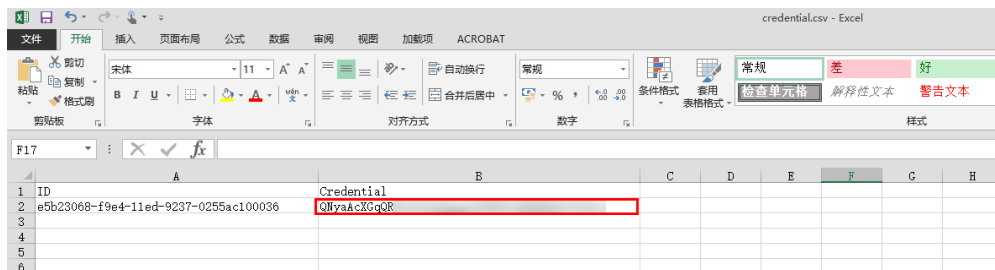 credential.csv - Excel
文件 开始 插入 页面布局 公式 数据 审阅 视图 加载项 ACROBAT
粘贴 剪切 复制 格式刷
宋体 11 A A
B I U A wén
自动换行
合并后居中
常规
% , .0 .00 .00 .0
条件格式 套用表格格式
常规 差 好
检查单元格 解释性文本 警告文本
剪贴板 字体 对齐方式 数字 样式
F17 fx
A B C D E F G H
1 ID Credential
2 e5b23068-f9e4-11ed-9237-0255ac100036 QNyaAcXGqQR
3
4
5
6